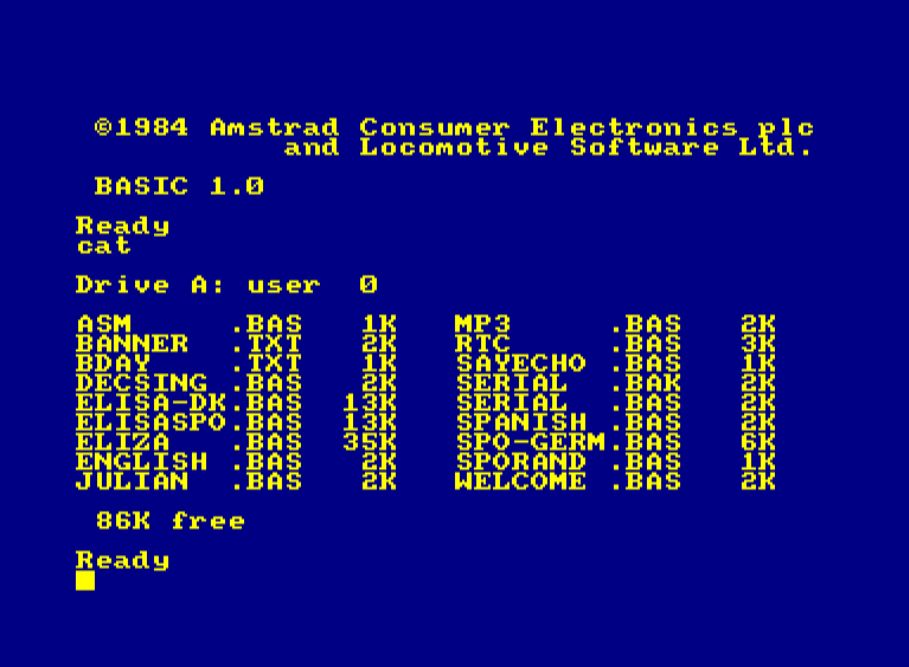 ©1984 Amstrad Consumer Electronics plc
and Locomotive Software Ltd.
BASIC 1.0
Ready
cat
Drive A: user  0
ASM     .BAS   1K   MP3     .BAS   2K
BANNER  .TXT   2K   RTC     .BAS   3K
BDAY    .TXT   1K   SAYECHO .BAS   1K
DECSING .BAS   2K   SERIAL  .BAK   2K
ELISA-DK.BAS  13K   SERIAL  .BAS   2K
ELISASPO.BAS  13K   SPANISH .BAS   2K
ELIZA   .BAS  35K   SPO-GERM.BAS   6K
ENGLISH .BAS   2K   SPORAND .BAS   1K
JULIAN  .BAS   2K   WELCOME .BAS   2K
86K free
Ready